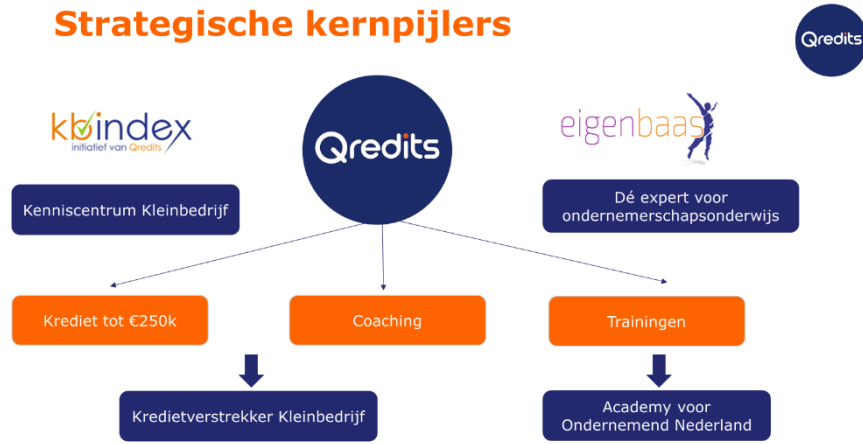 Strategische kernpijlers
Qredits
kbindex
initiatief van Qredits
Qredits
eigenbaas
Kenniscentrum Kleinbedrijf
Dé expert voor
ondernemerschapsonderwijs
Krediet tot €250k
Coaching
Trainingen
Kredietverstrekker Kleinbedrijf
Academy voor
Ondernemend Nederland